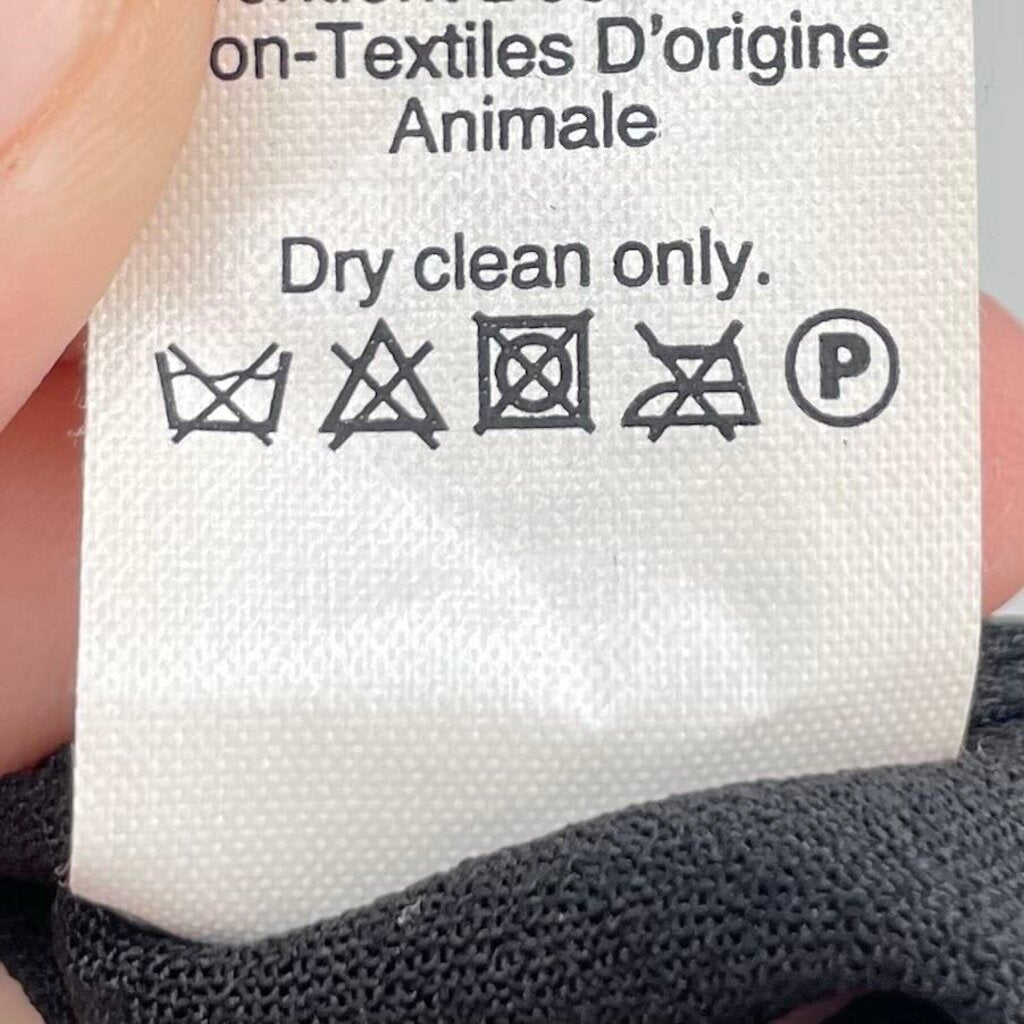 on-Textiles D'origine
Animale
Dry clean only.
P